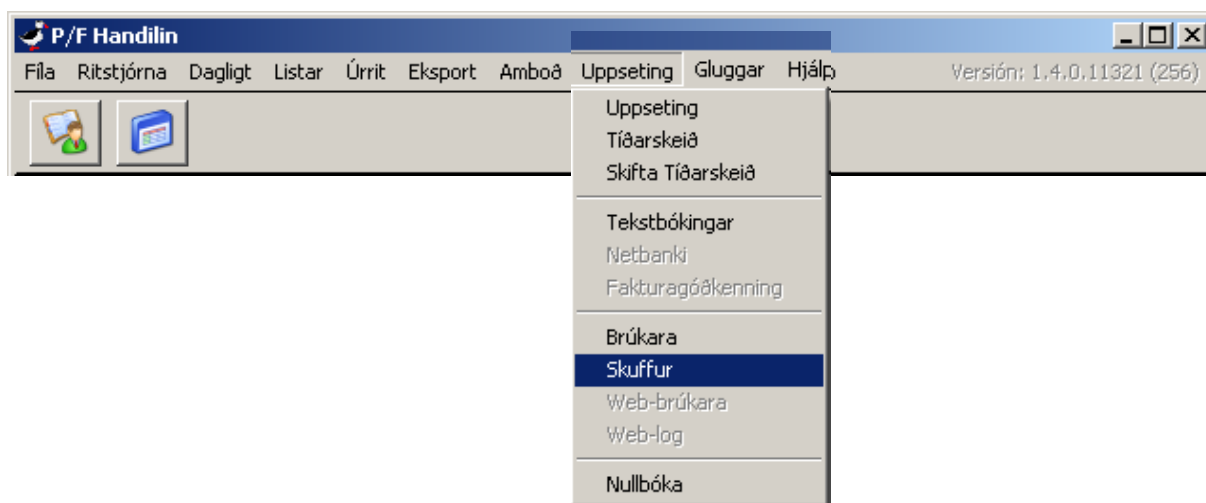 P/F Handilin
Fíla Ritstjórna Dagligt Listar Úrrit Eksport Amboð Uppseting Gluggar Hjálp Versión: 1.4.0.11321 (256)
Uppseting
Tíðarskeið
Skifta Tíðarskeið
Tekstbókingar
Netbanki
Fakturagóðkenning
Brúkara
Skuffur
Web-brúkara
Web-log
Nullbóka